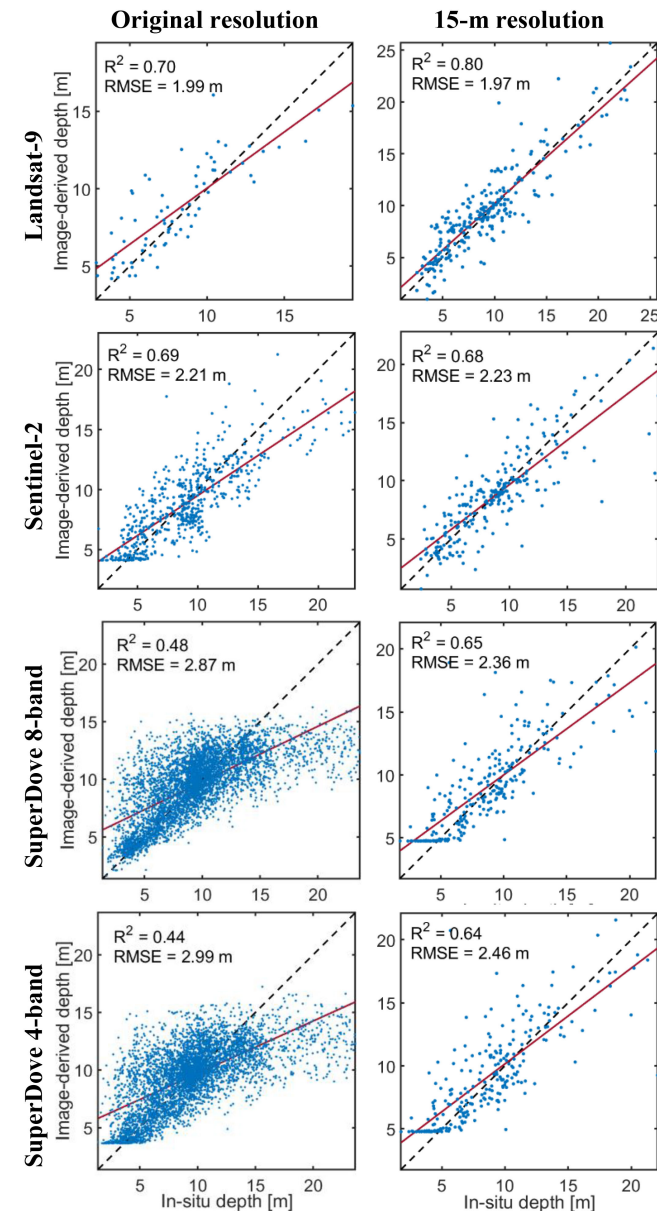 Original resolution 15-m resolution
Landsat-9
Image-derived depth [m]
R² = 0.70
RMSE = 1.99 m
15
10
5
5 10 15
R² = 0.80
RMSE = 1.97 m
25
20
15
10
5
5 10 15 20 25
Sentinel-2
Image-derived depth [m]
R² = 0.69
RMSE = 2.21 m
20
15
10
5
5 10 15 20
R² = 0.68
RMSE = 2.23 m
20
15
10
5
5 10 15 20
SuperDove 8-band
Image-derived depth [m]
R² = 0.48
RMSE = 2.87 m
20
15
10
5
5 10 15 20
R² = 0.65
RMSE = 2.36 m
20
15
10
5
5 10 15 20
SuperDove 4-band
Image-derived depth [m]
R² = 0.44
RMSE = 2.99 m
20
15
10
5
5 10 15 20
In-situ depth [m]
R² = 0.64
RMSE = 2.46 m
20
15
10
5
5 10 15 20
In-situ depth [m]